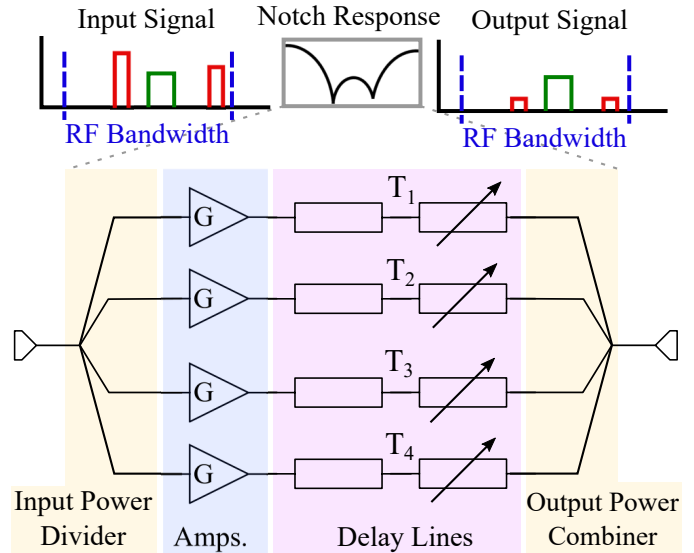 Input Signal
Notch Response
Output Signal
RF Bandwidth
RF Bandwidth
T1
G
T2
G
T3
G
T4
G
Input Power
Divider
Amps.
Delay Lines
Output Power
Combiner